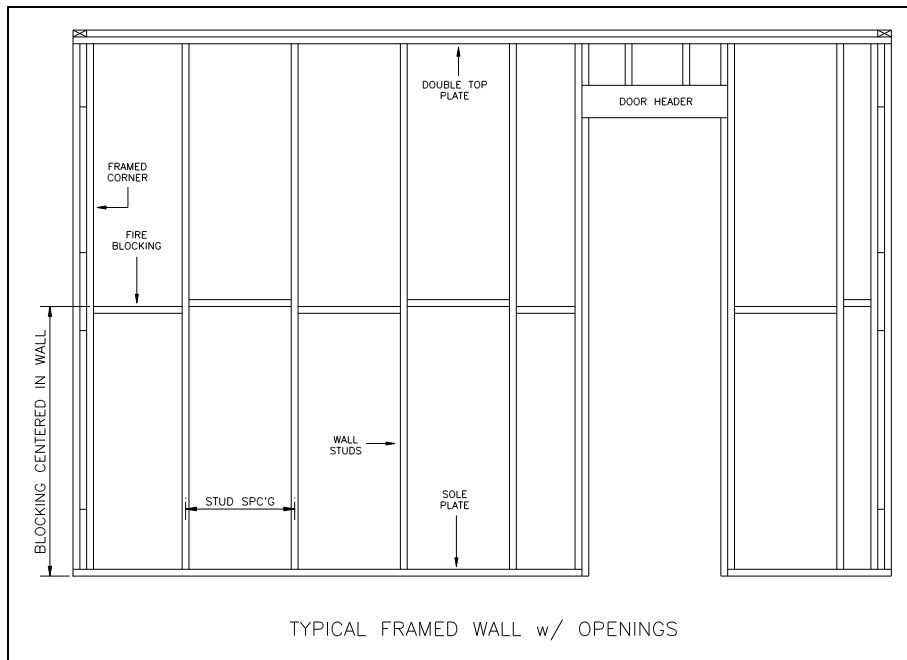 DOUBLE TOP
PLATE
DOOR HEADER
FRAMED
CORNER
FIRE
BLOCKING
BLOCKING CENTERED IN WALL
WALL
STUDS
STUD SPC'G
SOLE
PLATE
TYPICAL FRAMED WALL w/ OPENINGS